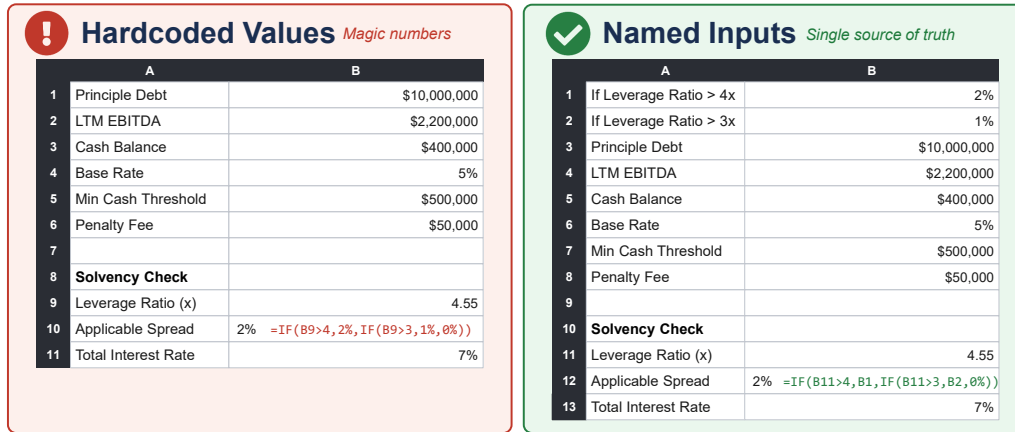 ! Hardcoded Values Magic numbers
A B
1 Principle Debt $10,000,000
2 LTM EBITDA $2,200,000
3 Cash Balance $400,000
4 Base Rate 5%
5 Min Cash Threshold $500,000
6 Penalty Fee $50,000
7
8 Solvency Check
9 Leverage Ratio (x) 4.55
10 Applicable Spread 2% =IF(B9>4,2%,IF(B9>3,1%,0%))
11 Total Interest Rate 7%
Named Inputs Single source of truth
A B
1 If Leverage Ratio > 4x 2%
2 If Leverage Ratio > 3x 1%
3 Principle Debt $10,000,000
4 LTM EBITDA $2,200,000
5 Cash Balance $400,000
6 Base Rate 5%
7 Min Cash Threshold $500,000
8 Penalty Fee $50,000
9
10 Solvency Check
11 Leverage Ratio (x) 4.55
12 Applicable Spread 2% =IF(B11>4,B1,IF(B11>3,B2,0%))
13 Total Interest Rate 7%